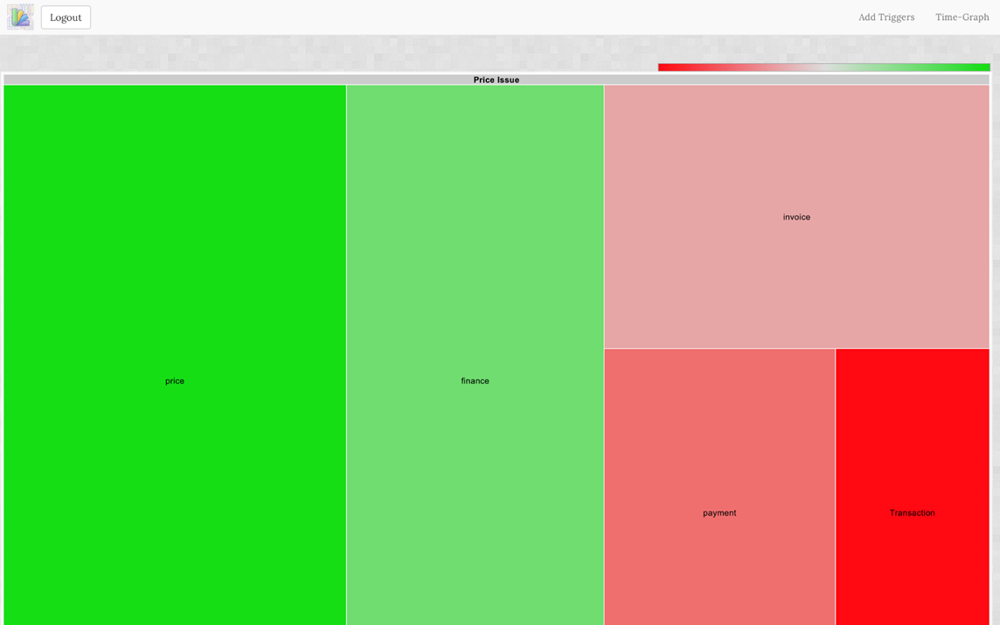 Logout
Add Triggers
Time-Graph
Price Issue
price
finance
invoice
payment
Transaction